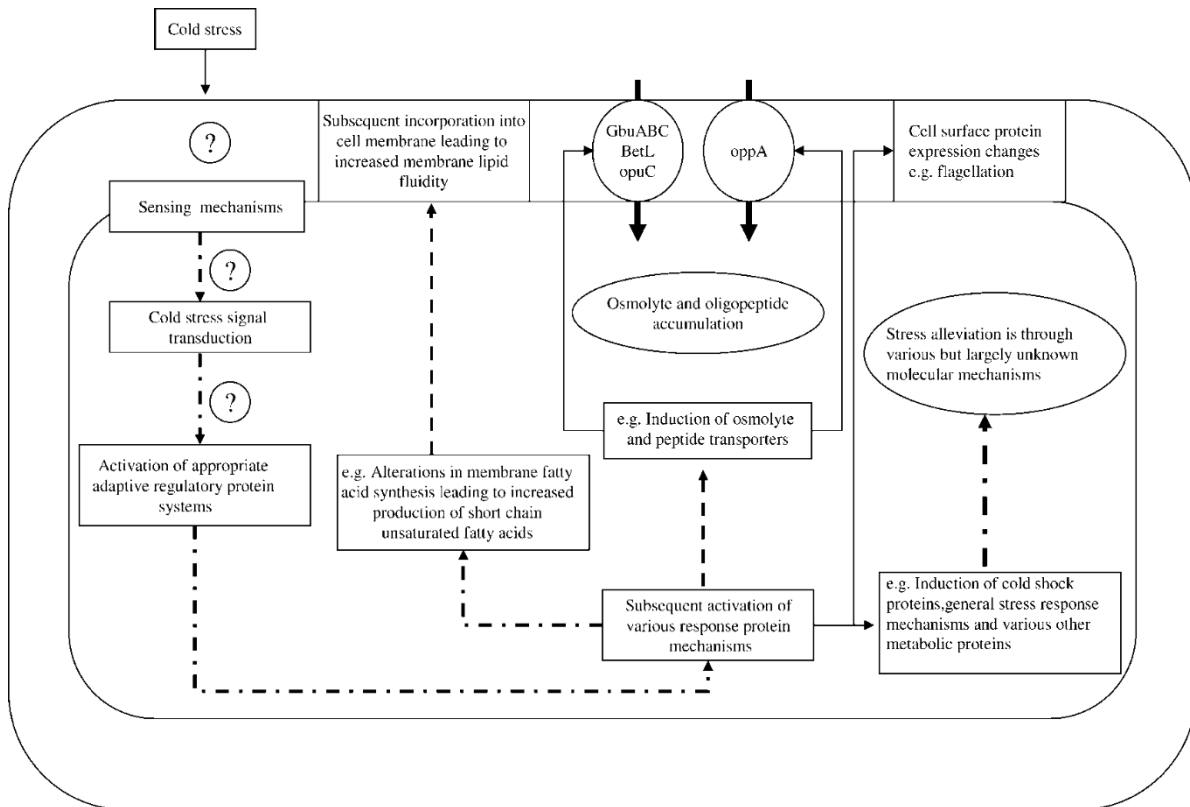 Cold stress
?
Sensing mechanisms
?
Cold stress signal
transduction
?
Activation of appropriate
adaptive regulatory protein
systems
Subsequent incorporation into
cell membrane leading to
increased membrane lipid
fluidity
e.g. Alterations in membrane fatty
acid synthesis leading to increased
production of short chain
unsaturated fatty acids
GbuABC
BetL
opuC
oppA
Osmolyte and oligopeptide
accumulation
e.g. Induction of osmolyte
and peptide transporters
Subsequent activation of
various response protein
mechanisms
Cell surface protein
expression changes
e.g. flagellation
Stress alleviation is through
various but largely unknown
molecular mechanisms
e.g. Induction of cold shock
proteins,general stress response
mechanisms and various other
metabolic proteins